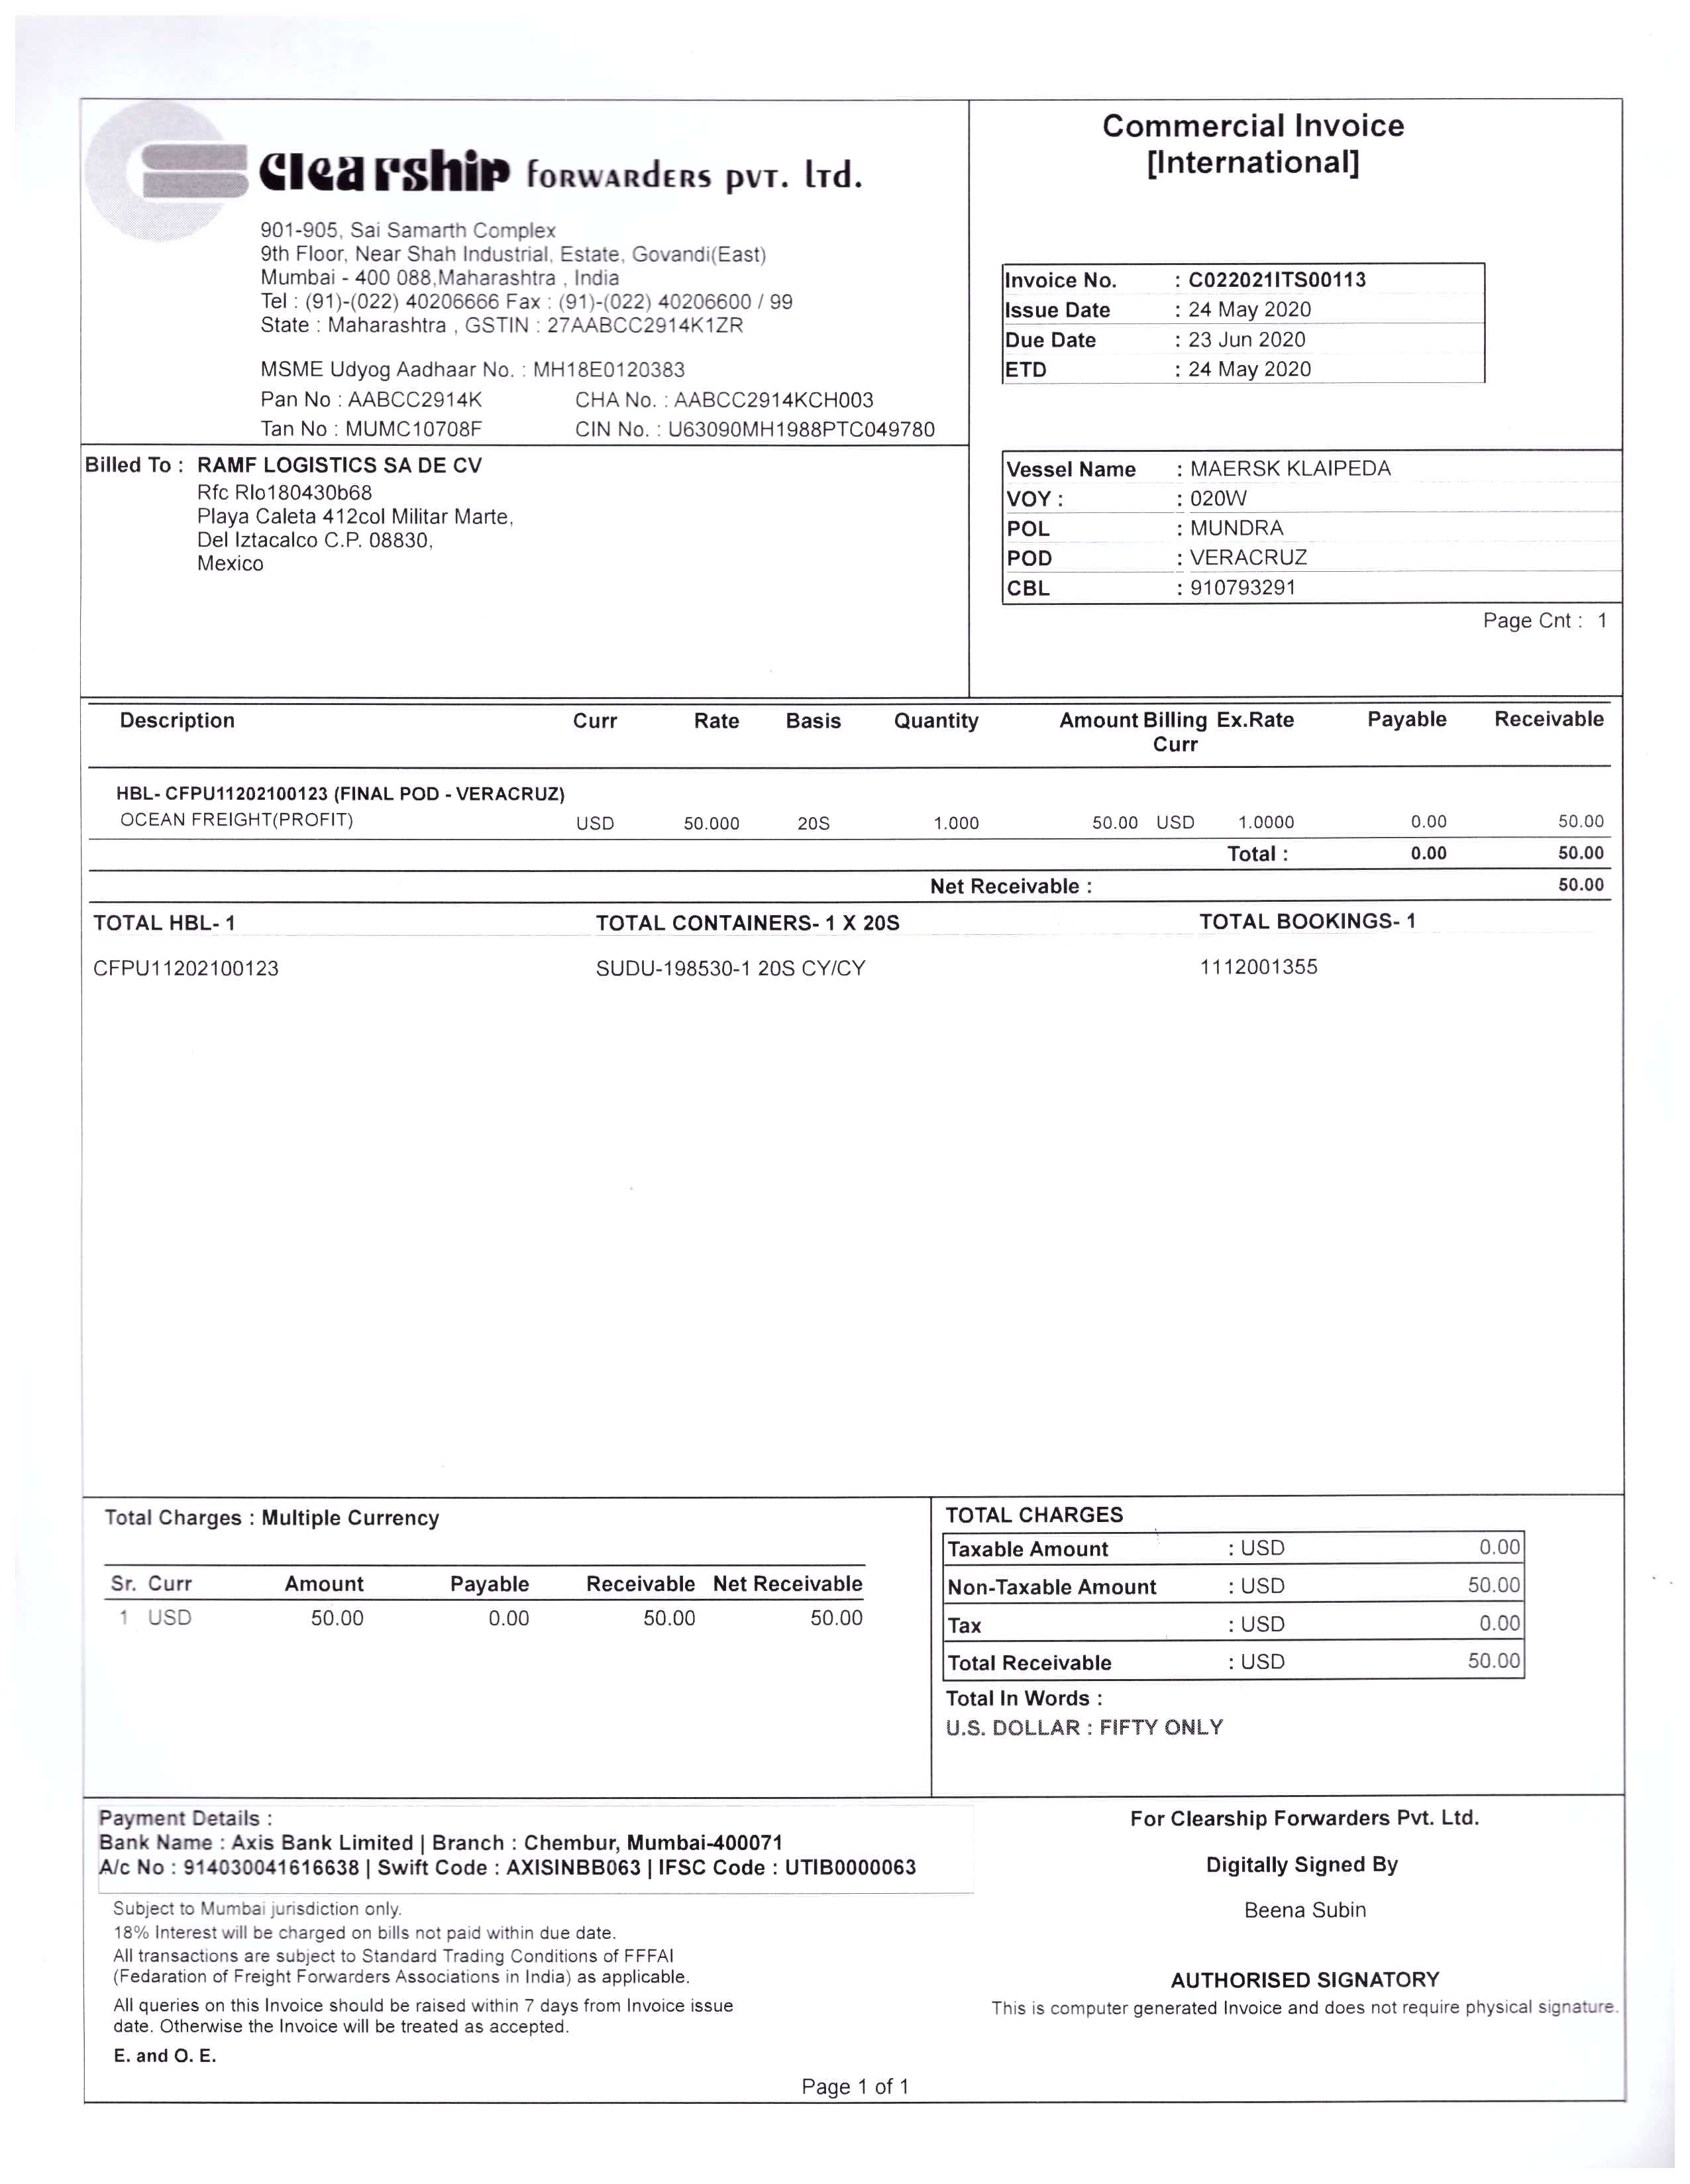 Clearship Forwarders Pvt. Ltd.
901-905, Sai Samarth Complex
9th Floor, Near Shah Industrial, Estate, Govandi(East)
Mumbai - 400 088,Maharashtra , India
Tel : (91)-(022) 40206666 Fax : (91)-(022) 40206600 / 99
State : Maharashtra , GSTIN : 27AABCC2914K1ZR
MSME Udyog Aadhaar No. : MH18E0120383
Pan No : AABCC2914K CHA No. : AABCC2914KCH003
Tan No : MUMC10708F CIN No. : U63090MH1988PTC049780
Commercial Invoice
[International]
Invoice No. : C022021ITS00113
Issue Date : 24 May 2020
Due Date : 23 Jun 2020
ETD : 24 May 2020
Billed To : RAMF LOGISTICS SA DE CV
Rfc Rlo180430b68
Playa Caleta 412col Militar Marte,
Del Iztacalco C.P. 08830,
Mexico
Vessel Name : MAERSK KLAIPEDA
VOY : : 020W
POL : MUNDRA
POD : VERACRUZ
CBL : 910793291
Page Cnt : 1
Description Curr Rate Basis Quantity Amount Billing Ex.Rate Payable Receivable
Curr
HBL- CFPU11202100123 (FINAL POD - VERACRUZ)
OCEAN FREIGHT(PROFIT) USD 50.000 20S 1.000 50.00 USD 1.0000 0.00 50.00
Total : 0.00 50.00
Net Receivable : 50.00
TOTAL HBL- 1 TOTAL CONTAINERS- 1 X 20S TOTAL BOOKINGS- 1
CFPU11202100123 SUDU-198530-1 20S CY/CY 1112001355
Total Charges : Multiple Currency
Sr. Curr Amount Payable Receivable Net Receivable
1 USD 50.00 0.00 50.00 50.00
TOTAL CHARGES
Taxable Amount : USD 0.00
Non-Taxable Amount : USD 50.00
Tax : USD 0.00
Total Receivable : USD 50.00
Total In Words :
U.S. DOLLAR : FIFTY ONLY
Payment Details :
Bank Name : Axis Bank Limited | Branch : Chembur, Mumbai-400071
A/c No : 914030041616638 | Swift Code : AXISINBB063 | IFSC Code : UTIB0000063
Subject to Mumbai jurisdiction only.
18% Interest will be charged on bills not paid within due date.
All transactions are subject to Standard Trading Conditions of FFFAI
(Fedaration of Freight Forwarders Associations in India) as applicable.
All queries on this Invoice should be raised within 7 days from Invoice issue
date. Otherwise the Invoice will be treated as accepted.
E. and O. E.
For Clearship Forwarders Pvt. Ltd.
Digitally Signed By
Beena Subin
AUTHORISED SIGNATORY
This is computer generated Invoice and does not require physical signature.
Page 1 of 1